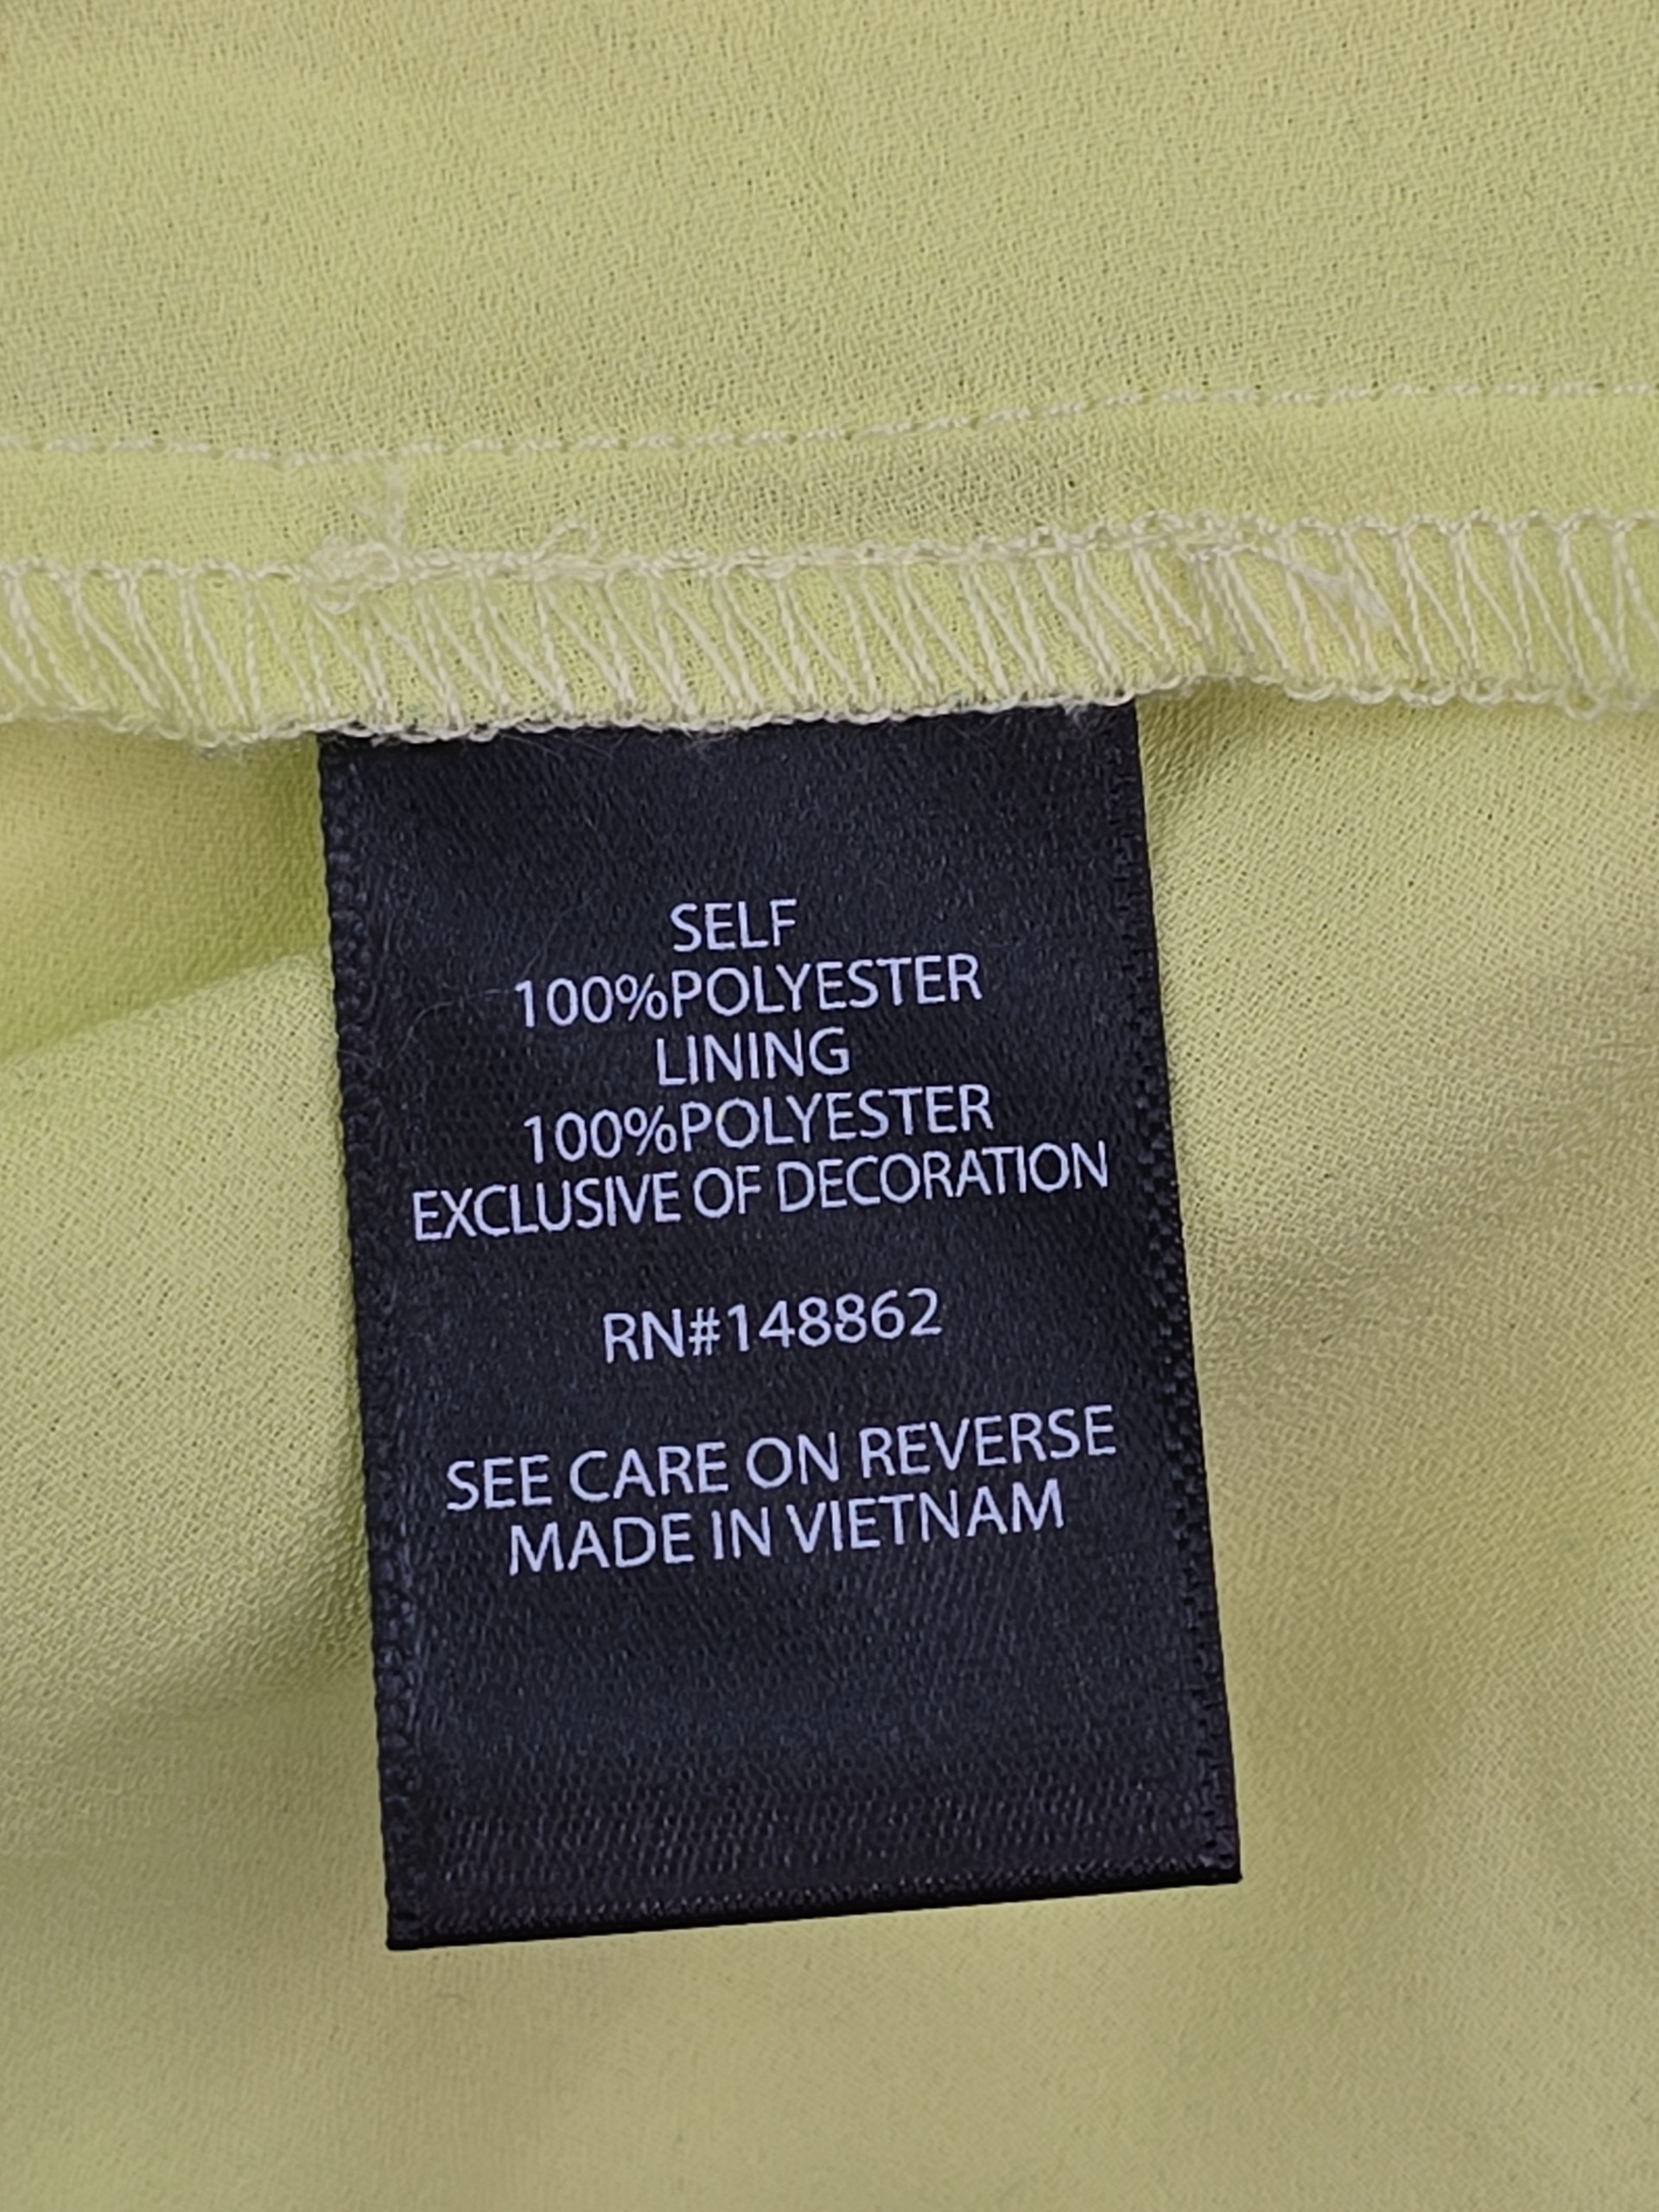 SELF
100%POLYESTER
LINING
100%POLYESTER
EXCLUSIVE OF DECORATION
RN#148862
SEE CARE ON REVERSE
MADE IN VIETNAM